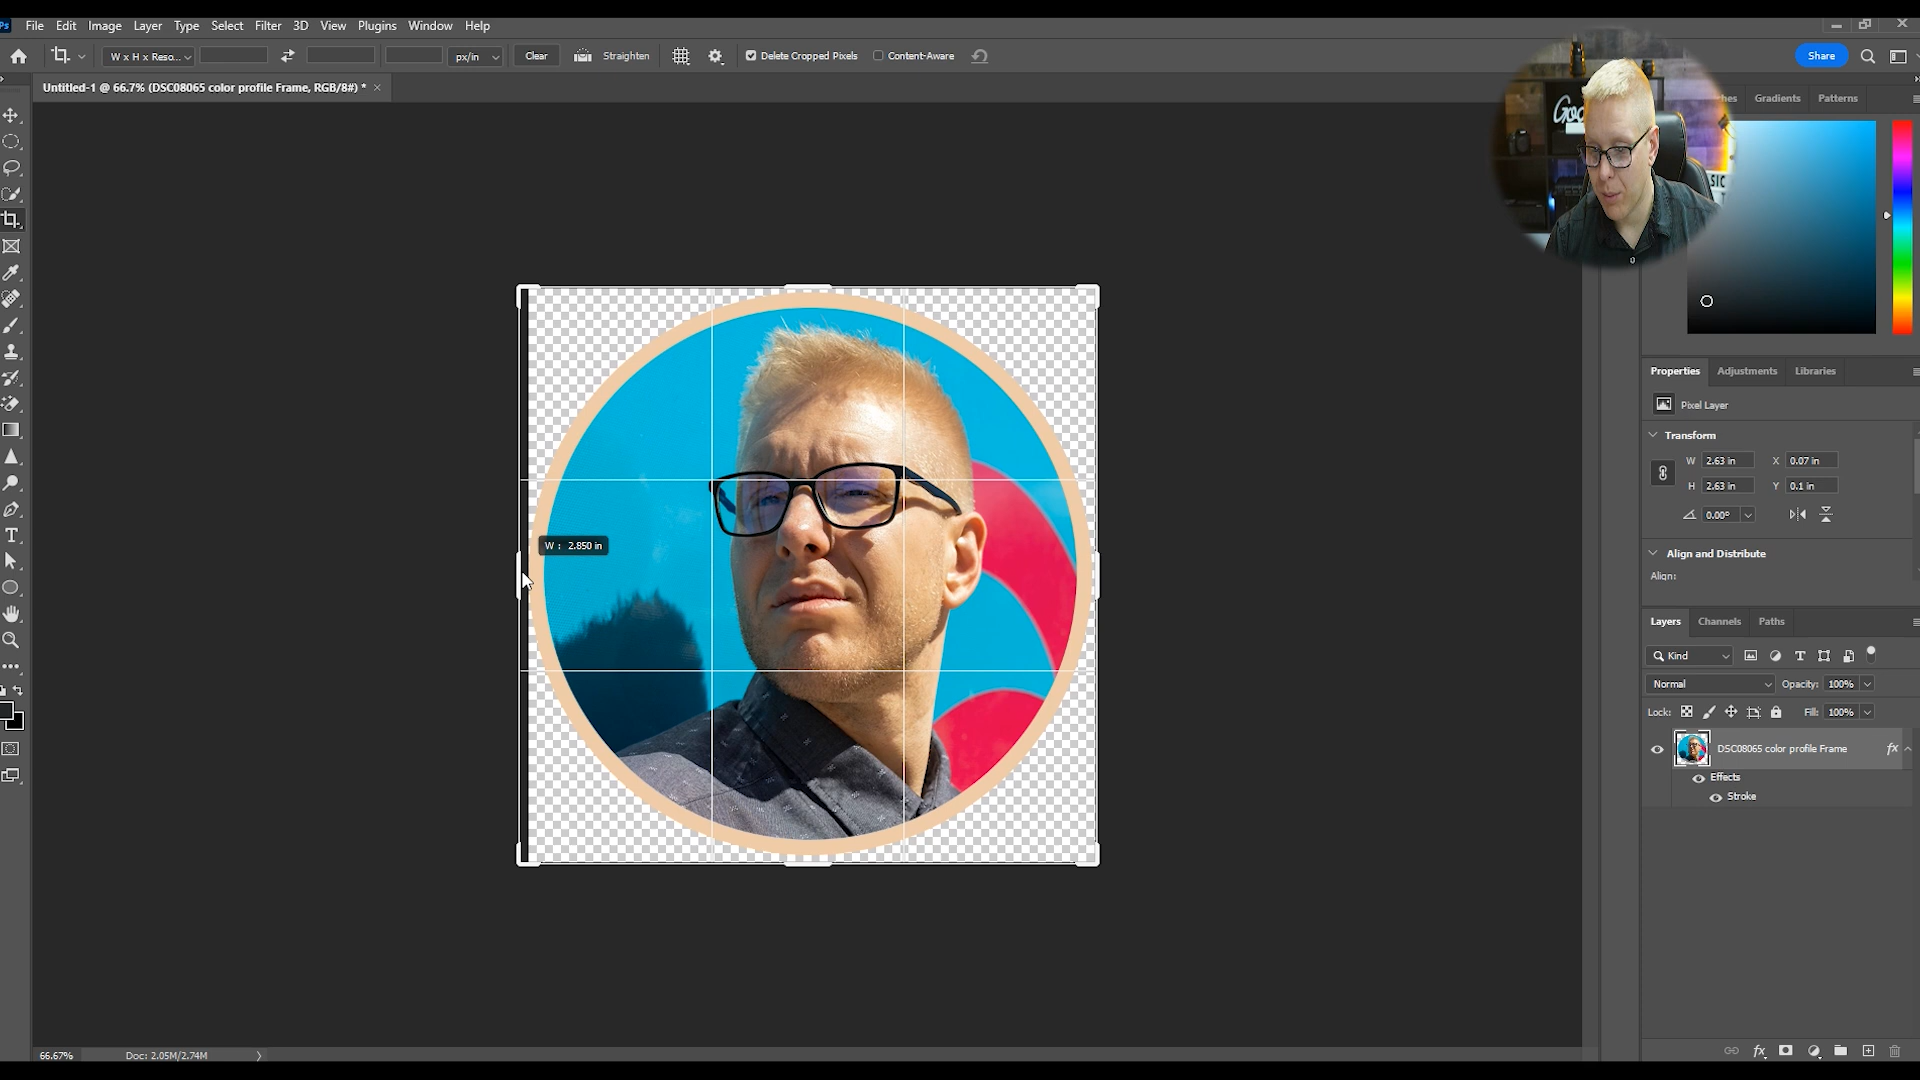 Ps File Edit Image Layer Type Select Filter 3D View Plugins Window Help
W x H x Reso... px/in Clear Straighten Delete Cropped Pixels Content-Aware Share
Untitled-1 @ 66.7% (DSC08065 color profile Frame, RGB/8#) * ×
Gradients Patterns
SIC
Properties Adjustments Libraries
Pixel Layer
Transform
W 2.63 in X 0.07 in
H 2.63 in Y 0.1 in
0.00°
Align and Distribute
Align:
W : 2.850 in
Layers Channels Paths
Kind
Normal Opacity: 100%
Lock: Fill: 100%
DSC08065 color profile Frame fx
Effects
Stroke
66.67% Doc: 2.05M/2.74M
fx